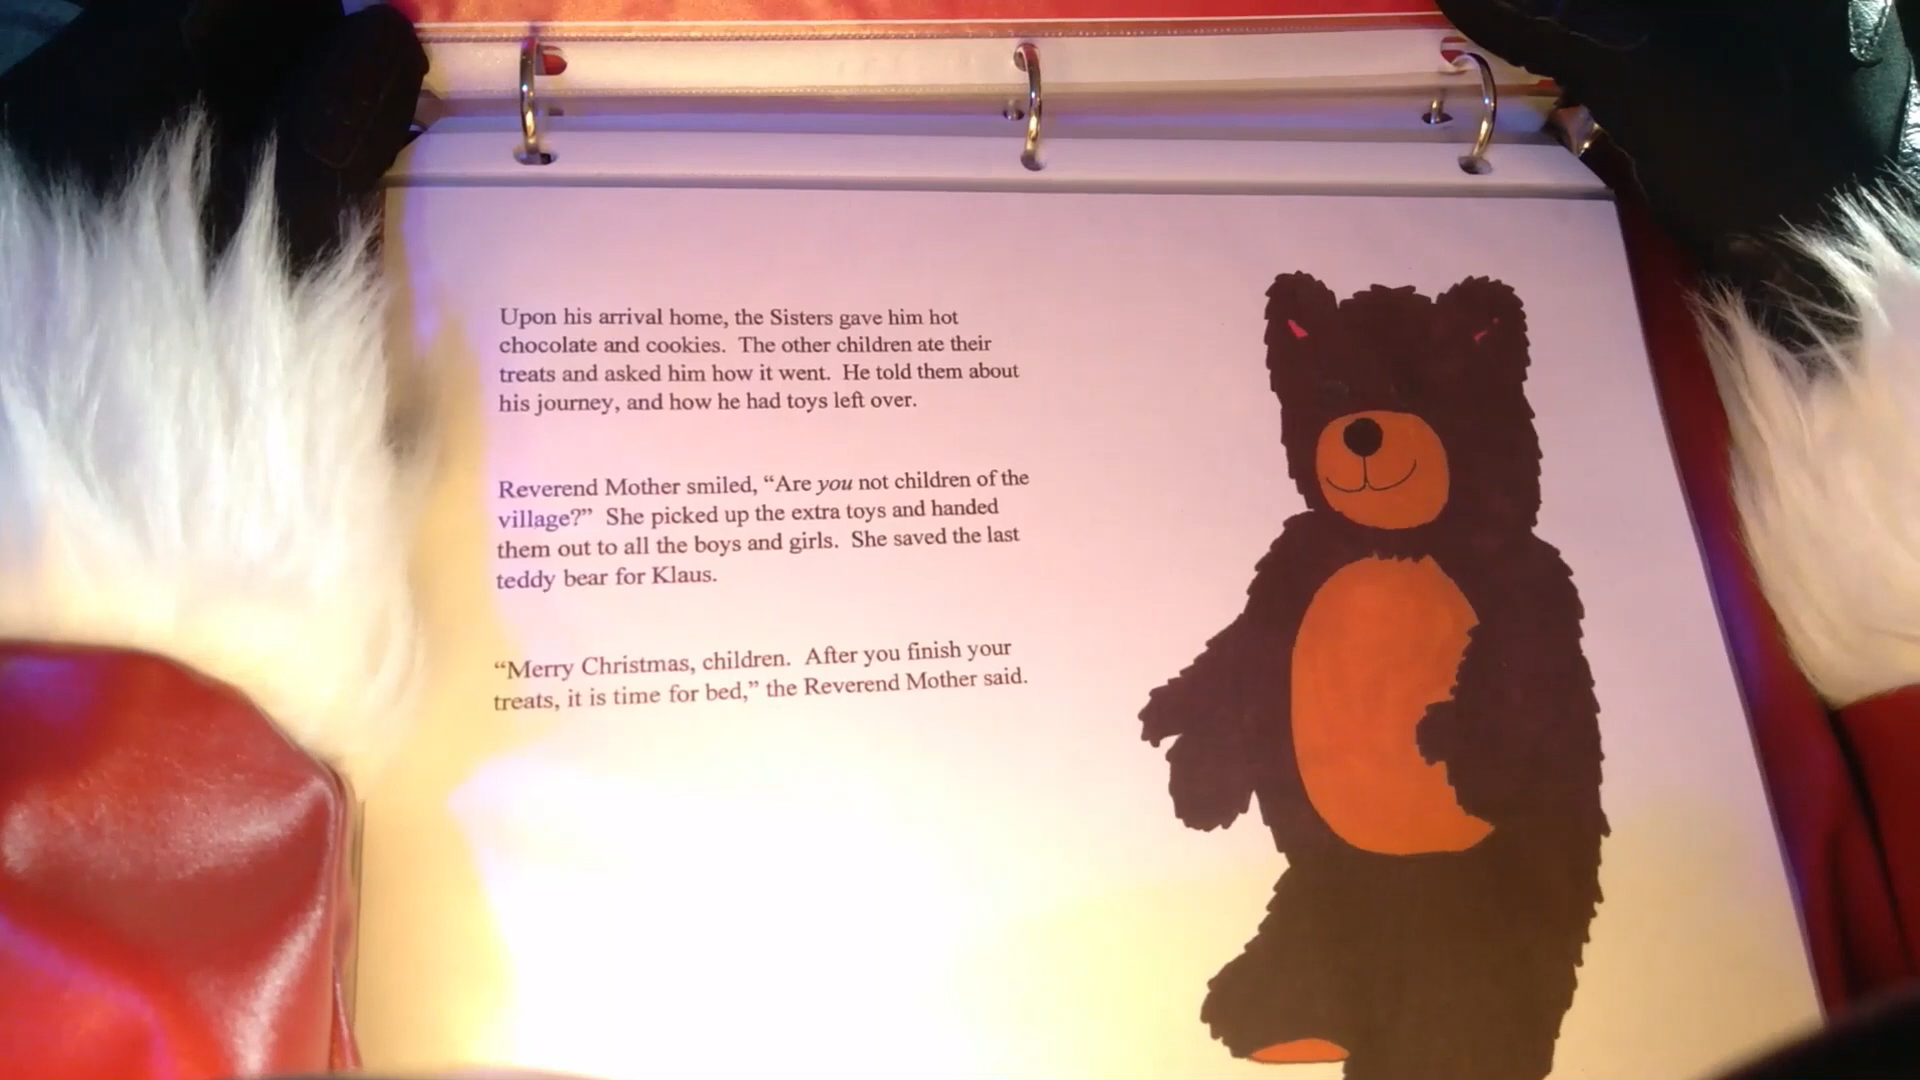 Upon his arrival home, the Sisters gave him hot
chocolate and cookies.  The other children ate their
treats and asked him how it went.  He told them about
his journey, and how he had toys left over.
Reverend Mother smiled, “Are you not children of the
village?”  She picked up the extra toys and handed
them out to all the boys and girls.  She saved the last
teddy bear for Klaus.
“Merry Christmas, children.  After you finish your
treats, it is time for bed,” the Reverend Mother said.